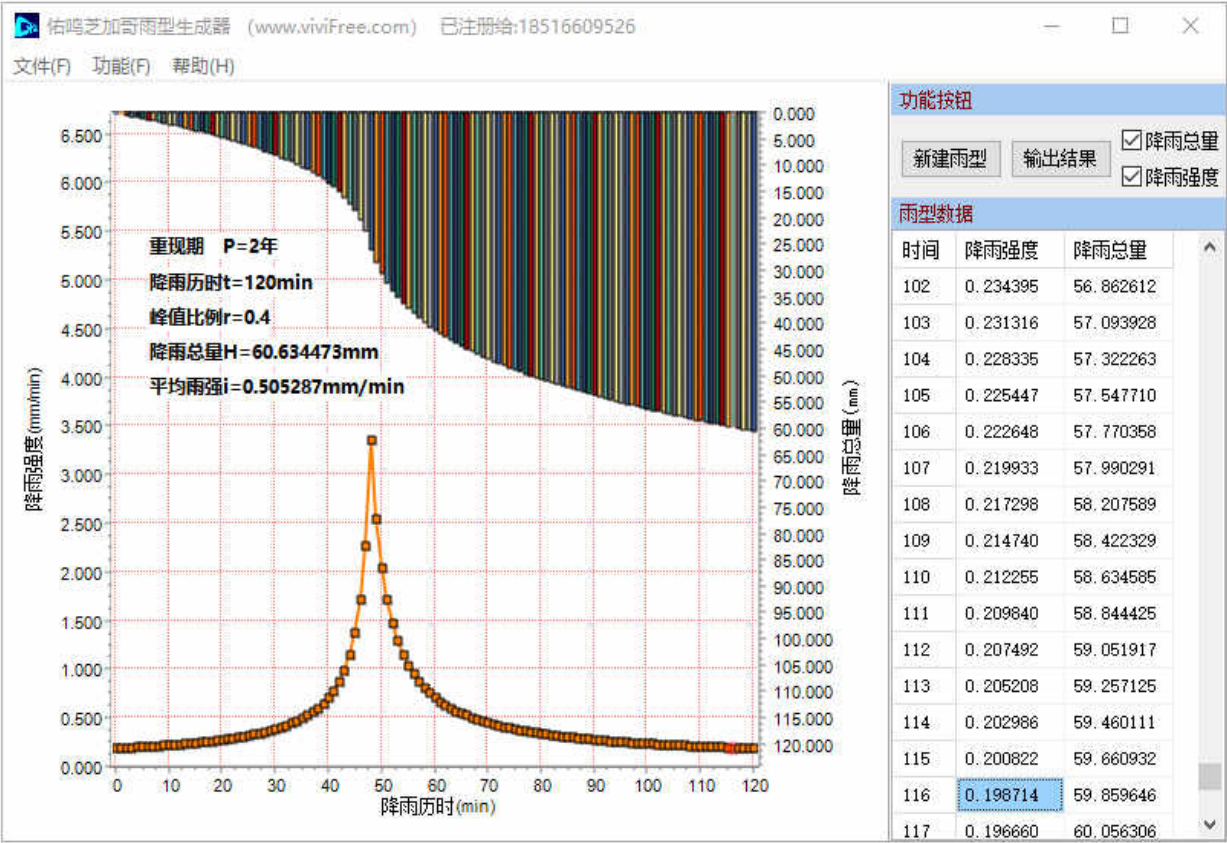 佑鸣芝加哥雨型生成器 (www.viviFree.com) 已注册给:18516609526
文件(F) 功能(F) 帮助(H)
6.500
6.000
5.500
5.000
4.500
4.000
3.500
3.000
2.500
2.000
1.500
1.000
0.500
0.000
降雨强度(mm/min)
重现期 P=2年
降雨历时t=120min
峰值比例r=0.4
降雨总量H=60.634473mm
平均雨强i=0.505287mm/min
0 10 20 30 40 50 60 70 80 90 100 110 120
降雨历时(min)
0.000
5.000
10.000
15.000
20.000
25.000
30.000
35.000
40.000
45.000
50.000
55.000
60.000
65.000
70.000
75.000
80.000
85.000
90.000
95.000
100.000
105.000
110.000
115.000
120.000
降雨总量(mm)
功能按钮
新建雨型 输出结果
降雨总量
降雨强度
雨型数据
时间 降雨强度 降雨总量
102 0.234395 56.862612
103 0.231316 57.093928
104 0.228335 57.322263
105 0.225447 57.547710
106 0.222648 57.770358
107 0.219933 57.990291
108 0.217298 58.207589
109 0.214740 58.422329
110 0.212255 58.634585
111 0.209840 58.844425
112 0.207492 59.051917
113 0.205208 59.257125
114 0.202986 59.460111
115 0.200822 59.660932
116 0.198714 59.859646
117 0.196660 60.056306